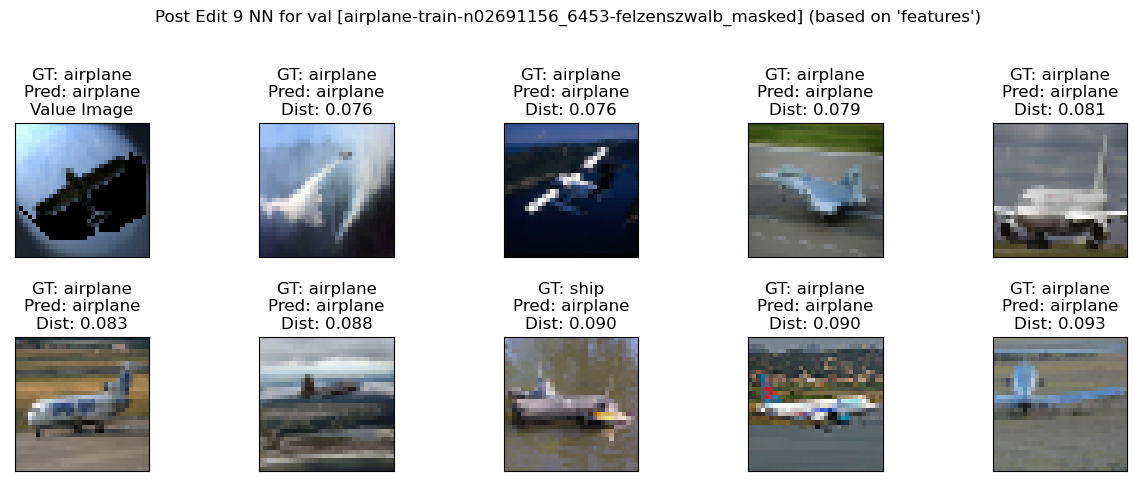 Post Edit 9 NN for val [airplane-train-n02691156_6453-felzenszwalb_masked] (based on 'features')
GT: airplane
Pred: airplane
Value Image
GT: airplane
Pred: airplane
Dist: 0.076
GT: airplane
Pred: airplane
Dist: 0.076
GT: airplane
Pred: airplane
Dist: 0.079
GT: airplane
Pred: airplane
Dist: 0.081
GT: airplane
Pred: airplane
Dist: 0.083
GT: airplane
Pred: airplane
Dist: 0.088
GT: ship
Pred: airplane
Dist: 0.090
GT: airplane
Pred: airplane
Dist: 0.090
GT: airplane
Pred: airplane
Dist: 0.093